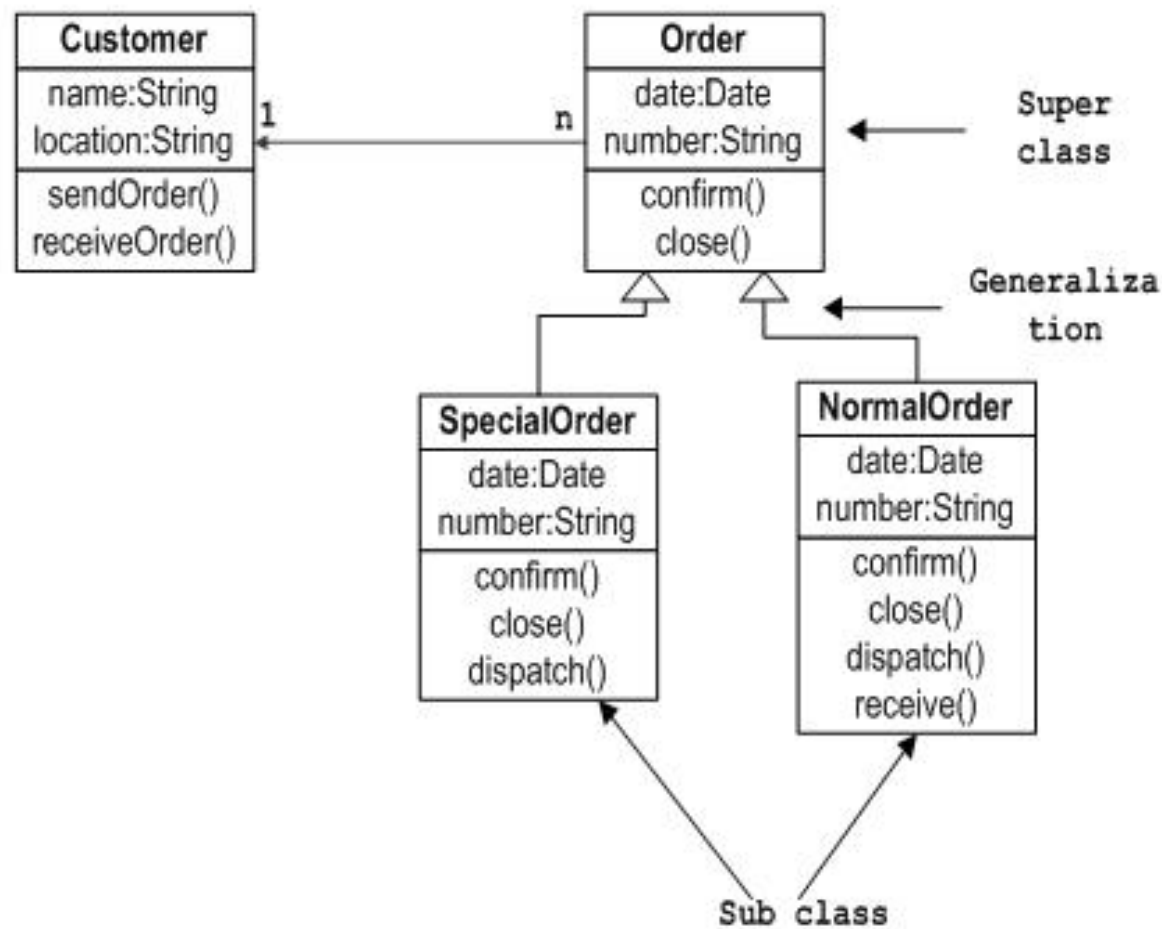 Customer
name:String
location:String
sendOrder()
receiveOrder()
1
n
Order
date:Date
number:String
confirm()
close()
Super
class
Generaliza
tion
SpecialOrder
date:Date
number:String
confirm()
close()
dispatch()
NormalOrder
date:Date
number:String
confirm()
close()
dispatch()
receive()
Sub class